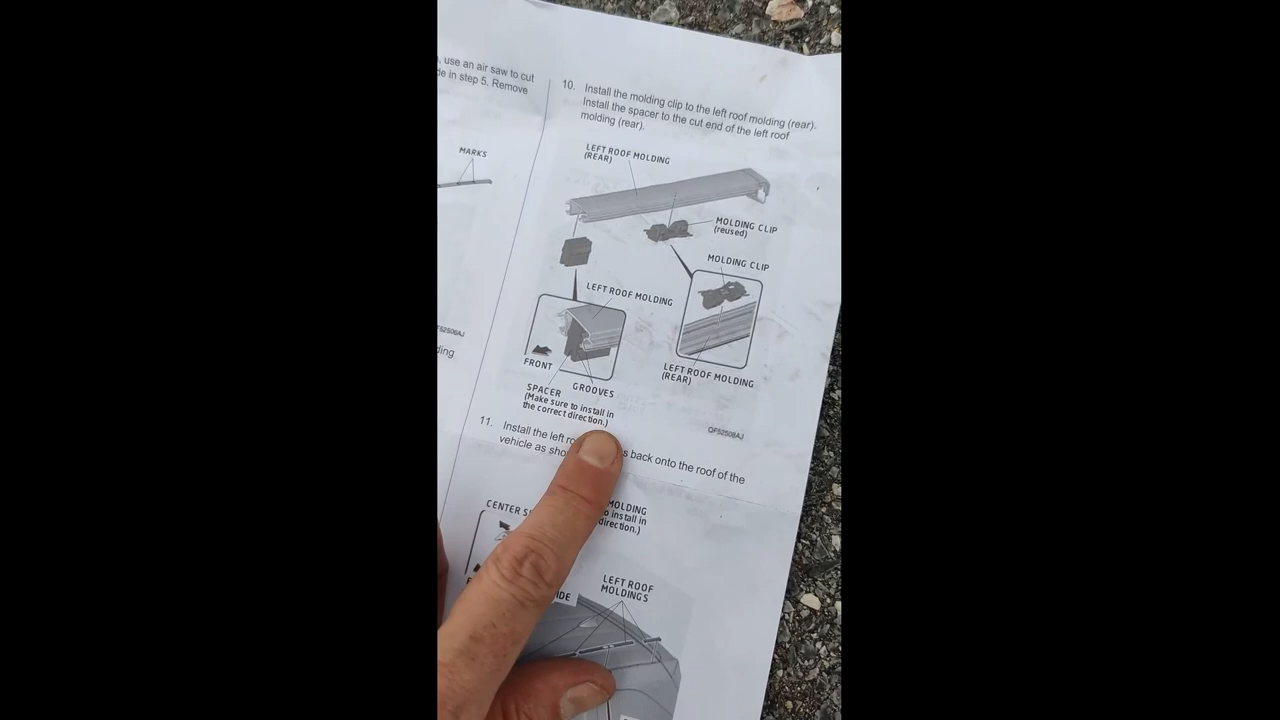 , use an air saw to cut
de in step 5. Remove
MARKS
ding
10. Install the molding clip to the left roof molding (rear).
Install the spacer to the cut end of the left roof
molding (rear).
LEFT ROOF MOLDING
(REAR)
MOLDING CLIP
(reused)
MOLDING CLIP
LEFT ROOF MOLDING
FRONT
LEFT ROOF MOLDING
(REAR)
GROOVES
SPACER
(Make sure to install in
the correct direction.)
QF52508AJ
11. Install the left back onto the roof of the
vehicle as
CENTER
MOLDING
to install in
direction.)
LEFT ROOF
MOLDINGS
IDE